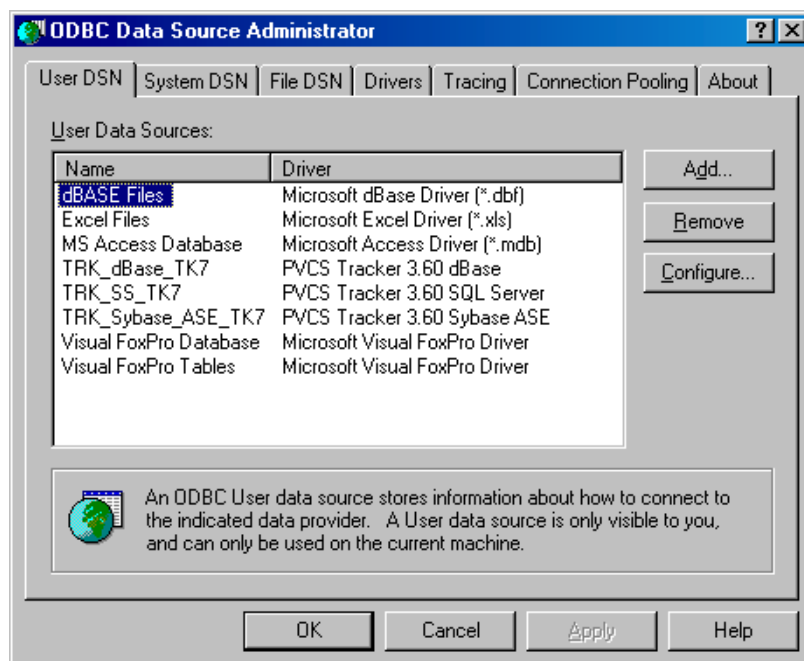 ODBC Data Source Administrator
User DSN System DSN File DSN Drivers Tracing Connection Pooling About
User Data Sources:
Name Driver
dBASE Files Microsoft dBase Driver (*.dbf)
Excel Files Microsoft Excel Driver (*.xls)
MS Access Database Microsoft Access Driver (*.mdb)
TRK_dBase_TK7 PVCS Tracker 3.60 dBase
TRK_SS_TK7 PVCS Tracker 3.60 SQL Server
TRK_Sybase_ASE_TK7 PVCS Tracker 3.60 Sybase ASE
Visual FoxPro Database Microsoft Visual FoxPro Driver
Visual FoxPro Tables Microsoft Visual FoxPro Driver
Add...
Remove
Configure...
An ODBC User data source stores information about how to connect to
the indicated data provider. A User data source is only visible to you,
and can only be used on the current machine.
OK Cancel Apply Help